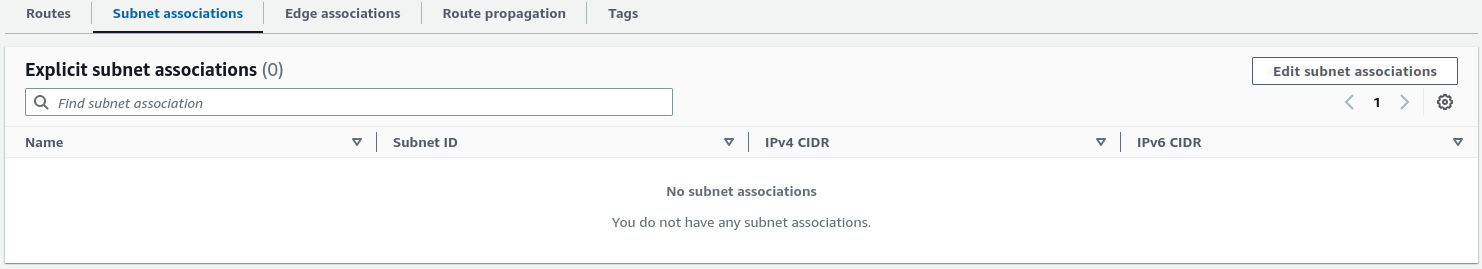 Routes Subnet associations Edge associations Route propagation Tags
Explicit subnet associations (0)
Edit subnet associations
Find subnet association
1
Name Subnet ID IPv4 CIDR IPv6 CIDR
No subnet associations
You do not have any subnet associations.